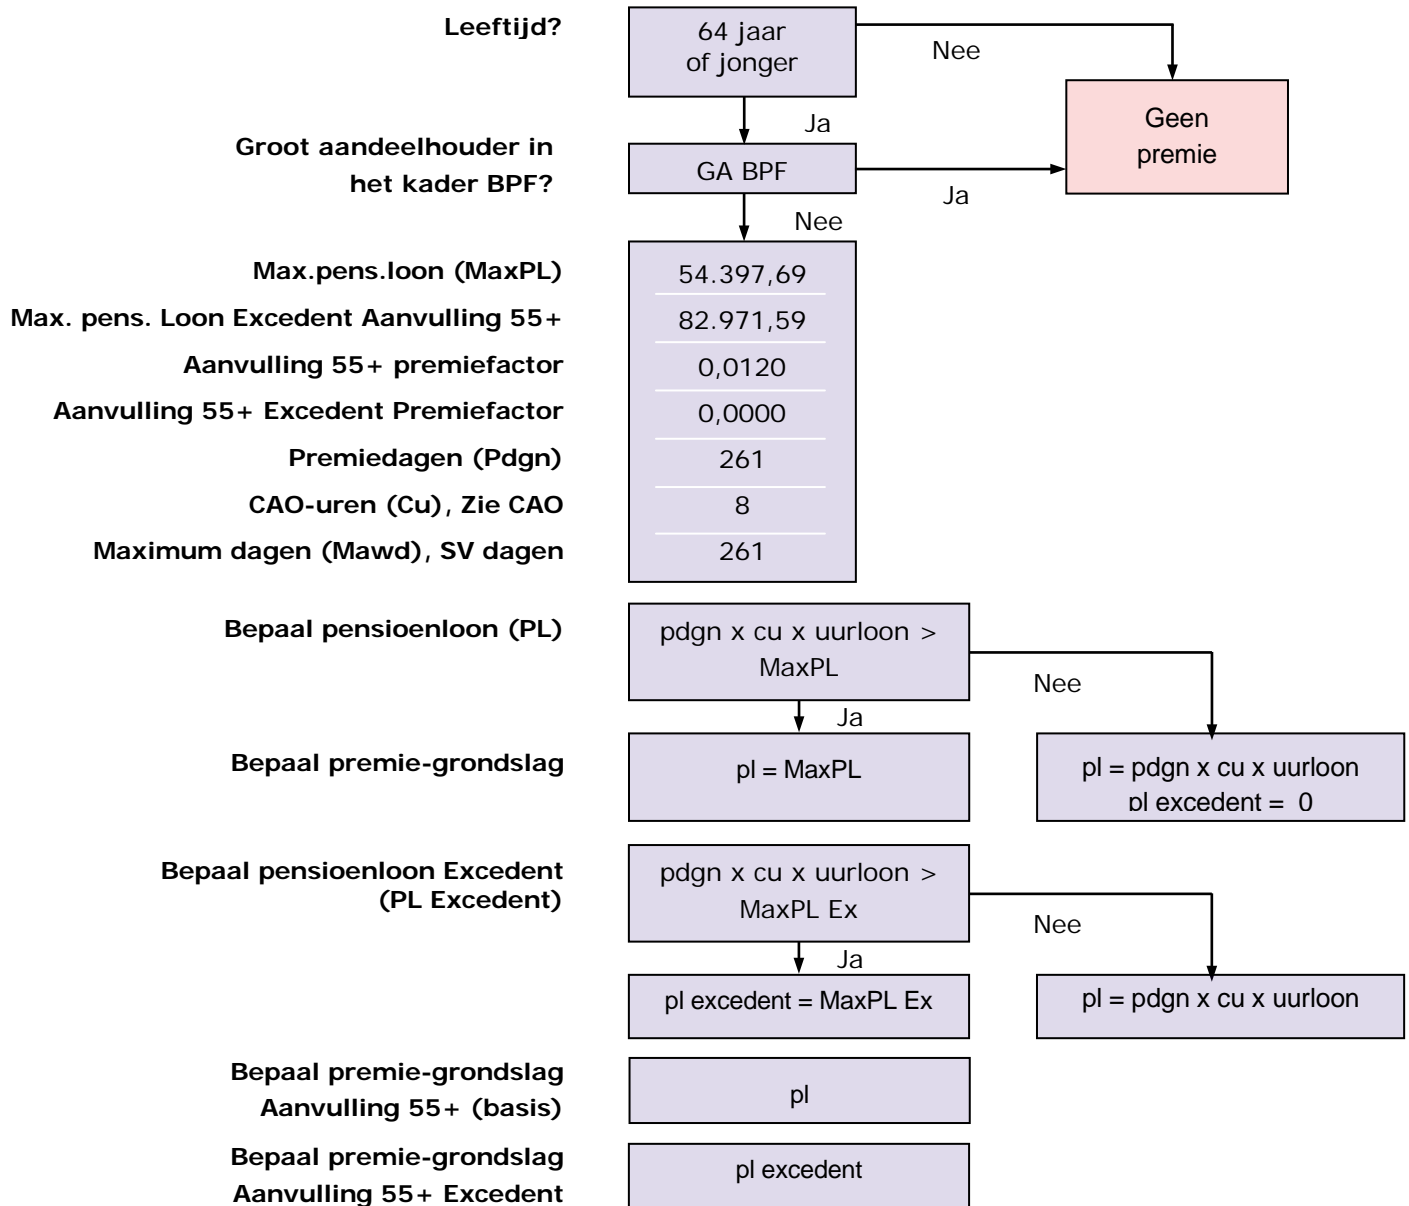 Leeftijd?
64 jaar
of jonger
Nee
Ja
Geen
premie
Groot aandeelhouder in
het kader BPF?
GA BPF
Ja
Nee
Max.pens.loon (MaxPL)
54.397,69
Max. pens. Loon Excedent Aanvulling 55+
82.971,59
Aanvulling 55+ premiefactor
0,0120
Aanvulling 55+ Excedent Premiefactor
0,0000
Premiedagen (Pdgn)
261
CAO-uren (Cu), Zie CAO
8
Maximum dagen (Mawd), SV dagen
261
Bepaal pensioenloon (PL)
pdgn x cu x uurloon >
MaxPL
Nee
Ja
Bepaal premie-grondslag
pl = MaxPL
pl = pdgn x cu x uurloon
pl excedent = 0
Bepaal pensioenloon Excedent
(PL Excedent)
pdgn x cu x uurloon >
MaxPL Ex
Nee
Ja
pl excedent = MaxPL Ex
pl = pdgn x cu x uurloon
Bepaal premie-grondslag
Aanvulling 55+ (basis)
pl
Bepaal premie-grondslag
Aanvulling 55+ Excedent
pl excedent